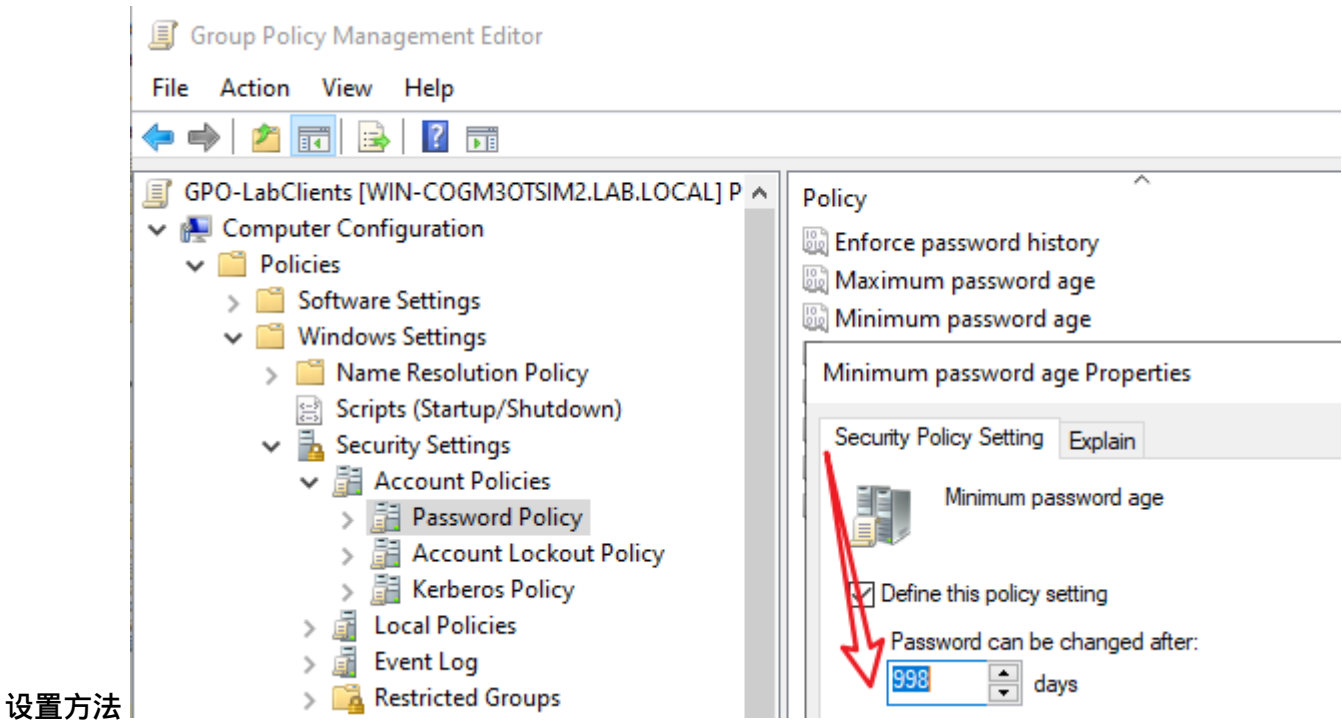 Group Policy Management Editor
File Action View Help
GPO-LabClients [WIN-COGM3OTSIM2.LAB.LOCAL] P
Computer Configuration
Policies
Software Settings
Windows Settings
Name Resolution Policy
Scripts (Startup/Shutdown)
Security Settings
Account Policies
Password Policy
Account Lockout Policy
Kerberos Policy
Local Policies
Event Log
Restricted Groups
Policy
Enforce password history
Maximum password age
Minimum password age
Minimum password age Properties
Security Policy Setting Explain
Minimum password age
Define this policy setting
Password can be changed after:
998 days
设置方法